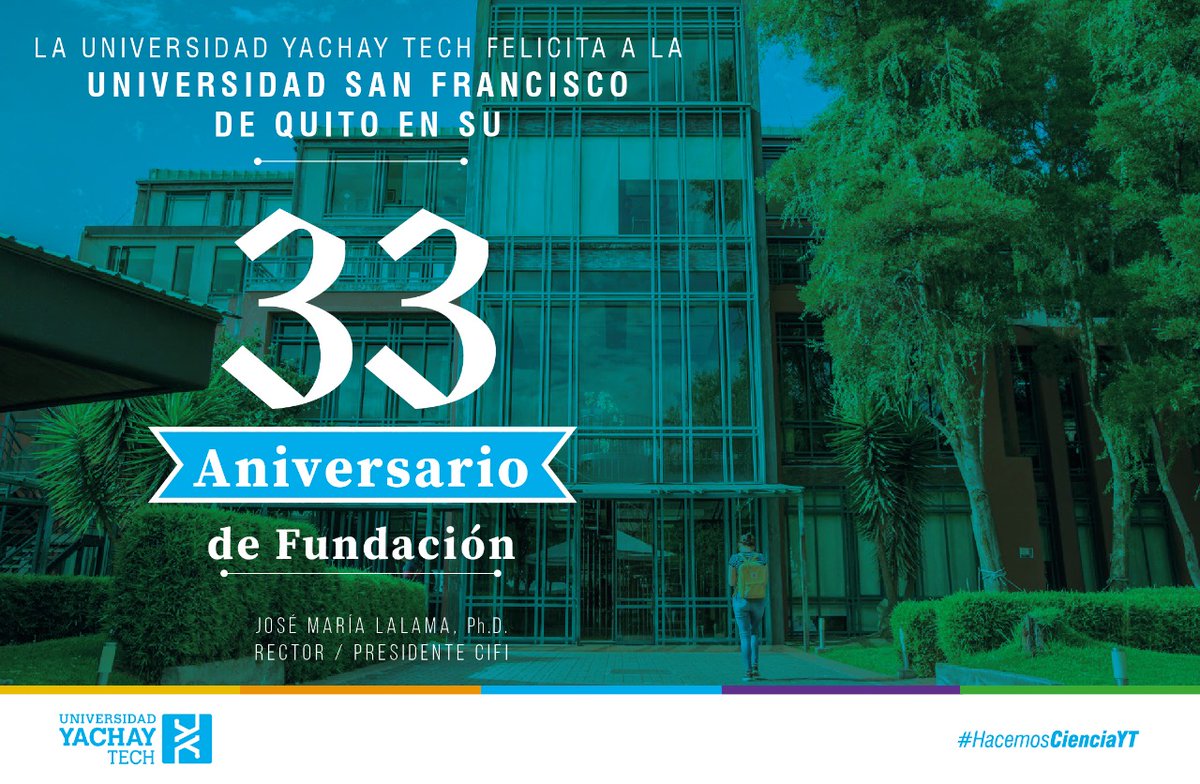 LA UNIVERSIDAD YACHAY TECH FELICITA A LA
UNIVERSIDAD SAN FRANCISCO
DE QUITO EN SU
33
Aniversario
de Fundación
JOSÉ MARÍA LALAMA, Ph.D.
RECTOR / PRESIDENTE CIFI
UNIVERSIDAD
YACHAY
TECH
#HacemosCienciaYT